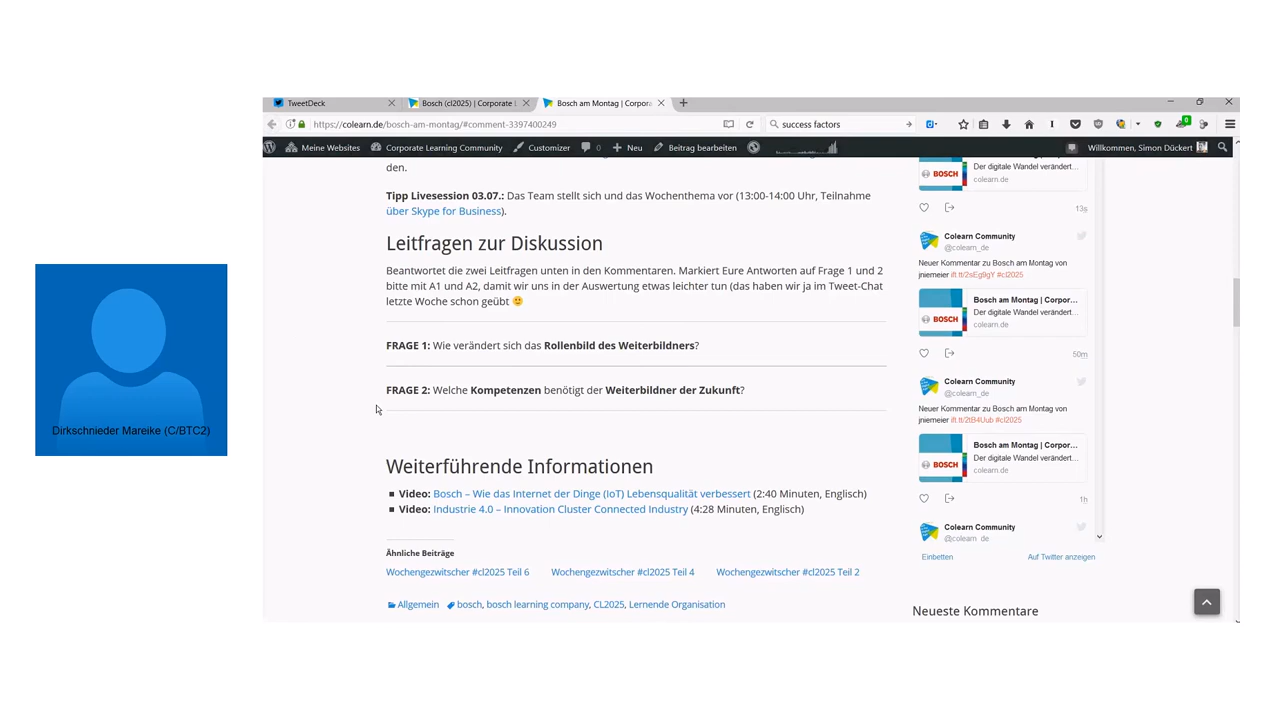 Dirkschnieder Mareike (C/BTC2)
TweetDeck
Bosch (cl2025) | Corporate L
Bosch am Montag | Corpor
https://colearn.de/bosch-am-montag/#comment-3397400249
success factors
0
Meine Websites
Corporate Learning Community
Customizer
0
Neu
Beitrag bearbeiten
Willkommen, Simon Dückert
den.
Tipp Livesession 03.07.: Das Team stellt sich und das Wochenthema vor (13:00-14:00 Uhr, Teilnahme
über Skype for Business).
Leitfragen zur Diskussion
Beantwortet die zwei Leitfragen unten in den Kommentaren. Markiert Eure Antworten auf Frage 1 und 2
bitte mit A1 und A2, damit wir uns in der Auswertung etwas leichter tun (das haben wir ja im Tweet-Chat
letzte Woche schon geübt 🙂
FRAGE 1: Wie verändert sich das Rollenbild des Weiterbildners?
FRAGE 2: Welche Kompetenzen benötigt der Weiterbildner der Zukunft?
Weiterführende Informationen
Video: Bosch – Wie das Internet der Dinge (IoT) Lebensqualität verbessert (2:40 Minuten, Englisch)
Video: Industrie 4.0 – Innovation Cluster Connected Industry (4:28 Minuten, Englisch)
Ähnliche Beiträge
Wochengezwitscher #cl2025 Teil 6
Wochengezwitscher #cl2025 Teil 4
Wochengezwitscher #cl2025 Teil 2
Allgemein
bosch, bosch learning company, CL2025, Lernende Organisation
BOSCH
Der digitale Wandel verändert…
colearn.de
13s
Colearn Community
@colearn_de
Neuer Kommentar zu Bosch am Montag von
jniemeier ift.tt/2sEg9gY #cl2025
BOSCH
Bosch am Montag | Corpor…
Der digitale Wandel verändert…
colearn.de
50m
Colearn Community
@colearn_de
Neuer Kommentar zu Bosch am Montag von
ift.tt/2tB4Uub #cl2025
BOSCH
Bosch am Montag | Corpor…
Der digitale Wandel verändert…
colearn.de
1h
Colearn Community
@colearn_de
Einbetten
Auf Twitter anzeigen
Neueste Kommentare